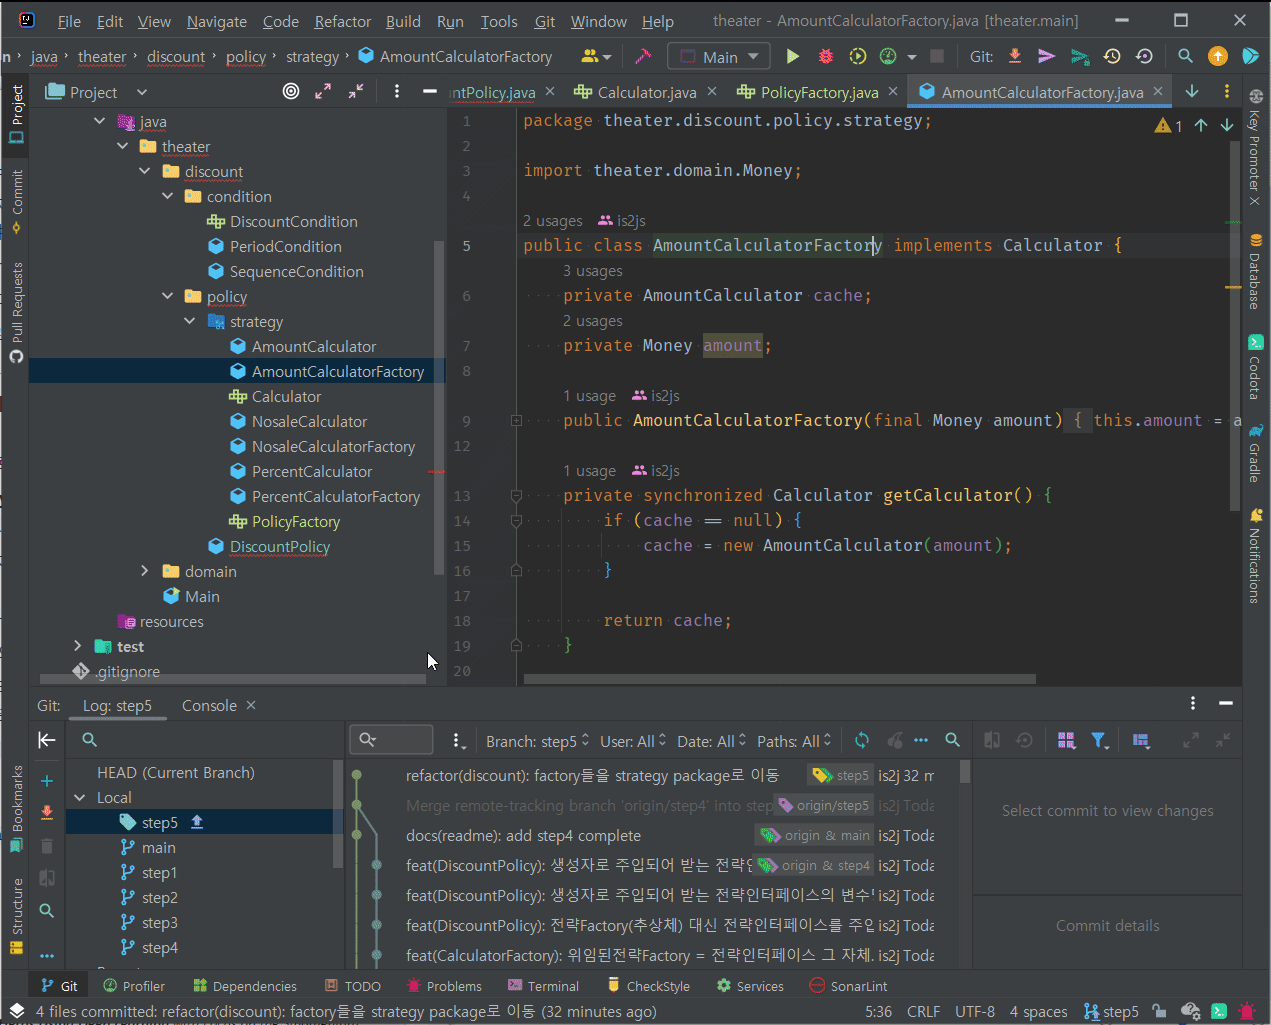 File Edit View Navigate Code Refactor Build Run Tools Git Window Help theater - AmountCalculatorFactory.java [theater.main]
n › java › theater › discount › policy › strategy › AmountCalculatorFactory Main Git:
Project
ntPolicy.java Calculator.java PolicyFactory.java AmountCalculatorFactory.java
java
theater
discount
condition
DiscountCondition
PeriodCondition
SequenceCondition
policy
strategy
AmountCalculator
AmountCalculatorFactory
Calculator
NosaleCalculator
NosaleCalculatorFactory
PercentCalculator
PercentCalculatorFactory
PolicyFactory
DiscountPolicy
domain
Main
resources
test
.gitignore
1 package theater.discount.policy.strategy;
2
3 import theater.domain.Money;
4
2 usages is2js
5 public class AmountCalculatorFactory implements Calculator {
3 usages
6 private AmountCalculator cache;
2 usages
7 private Money amount;
8
1 usage is2js
9 public AmountCalculatorFactory(final Money amount) { this.amount = a
12
1 usage is2js
13 private synchronized Calculator getCalculator() {
14 if (cache == null) {
15 cache = new AmountCalculator(amount);
16 }
17
18 return cache;
19 }
20
1
Project
Commit
Pull Requests
Bookmarks
Structure
Key Promoter X
Database
Codota
Gradle
Notifications
Git: Log: step5 Console
HEAD (Current Branch)
Local
step5
main
step1
step2
step3
step4
Branch: step5 User: All Date: All Paths: All
refactor(discount): factory들을 strategy package로 이동 step5 is2j 32 m
Merge remote-tracking branch 'origin/step4' into step origin/step5 is2j Toda
docs(readme): add step4 complete origin & main is2j Toda
feat(DiscountPolicy): 생성자로 주입되어 받는 전략인 origin & step4 is2j Toda
feat(DiscountPolicy): 생성자로 주입되어 받는 전략인터페이스의 변수 is2j Toda
feat(DiscountPolicy): 전략Factory(추상체) 대신 전략인터페이스를 주입 is2j Toda
feat(CalculatorFactory): 위임된전략Factory = 전략인터페이스 그 자체. is2j Toda
Select commit to view changes
Commit details
Git Profiler Dependencies TODO Problems Terminal CheckStyle Services SonarLint
4 files committed: refactor(discount): factory들을 strategy package로 이동 (32 minutes ago) 5:36 CRLF UTF-8 4 spaces step5